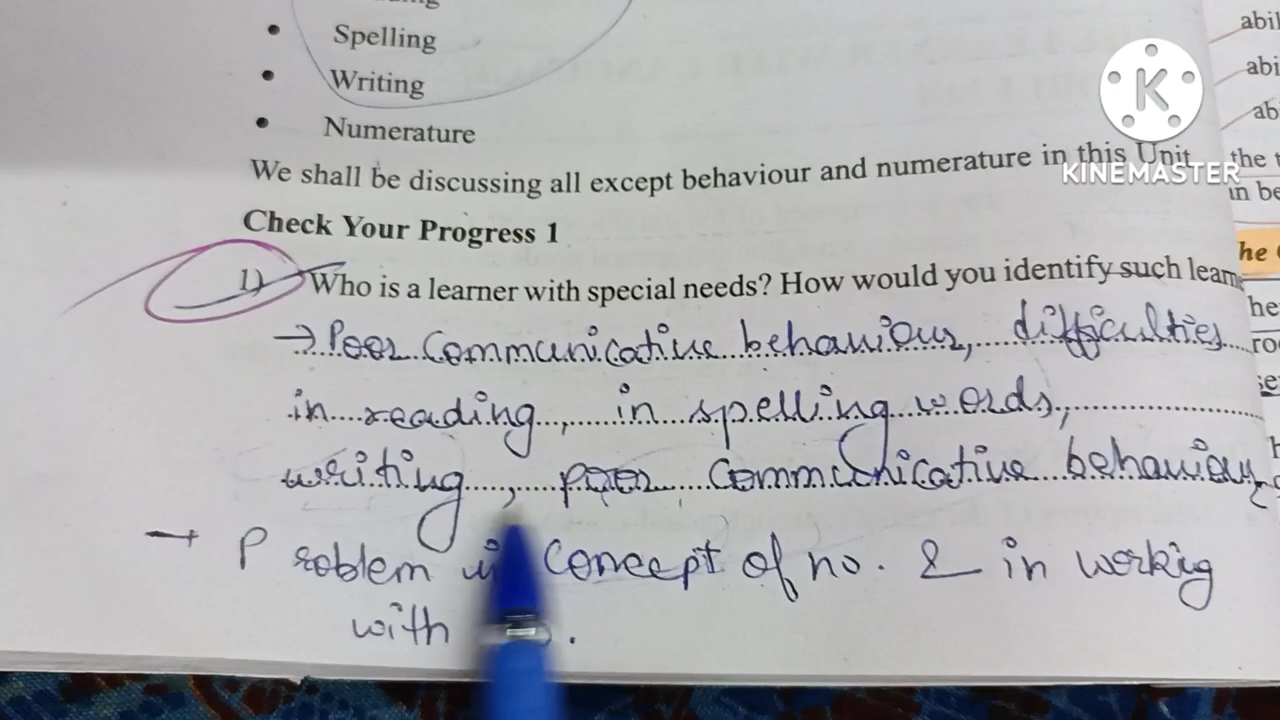 Spelling
Writing
Numerature
We shall be discussing all except behaviour and numerature in this Unit
Check Your Progress 1
1) Who is a learner with special needs? How would you identify such learn
→ Poor Communicative behaviour, difficulties
in reading, in spelling words,
writing, poor Communicative behaviour
→ Problem in concept of no. & in workig
with
abil
abi
ab
the t
in be
he
he
ro
se
K
KINEMASTER